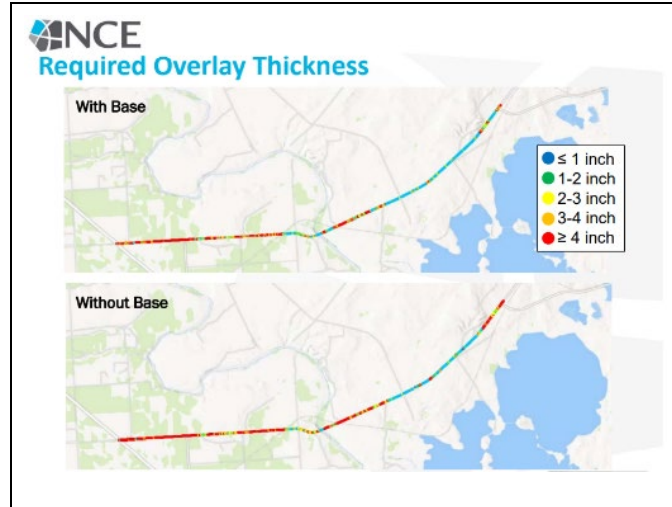 NCE
Required Overlay Thickness
With Base
≤ 1 inch
1-2 inch
2-3 inch
3-4 inch
≥ 4 inch
Without Base